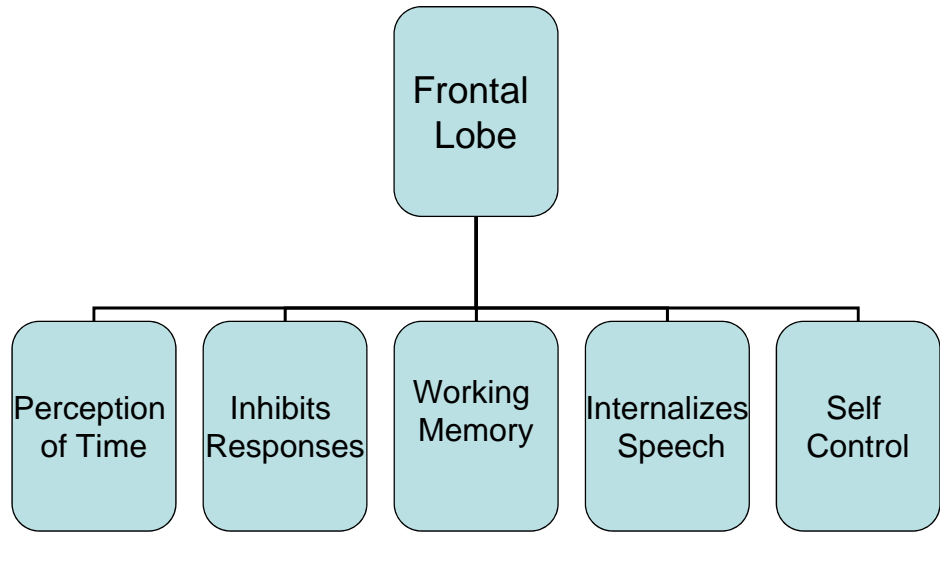 Frontal
Lobe
Perception
of Time
Inhibits
Responses
Working
Memory
Internalizes
Speech
Self
Control